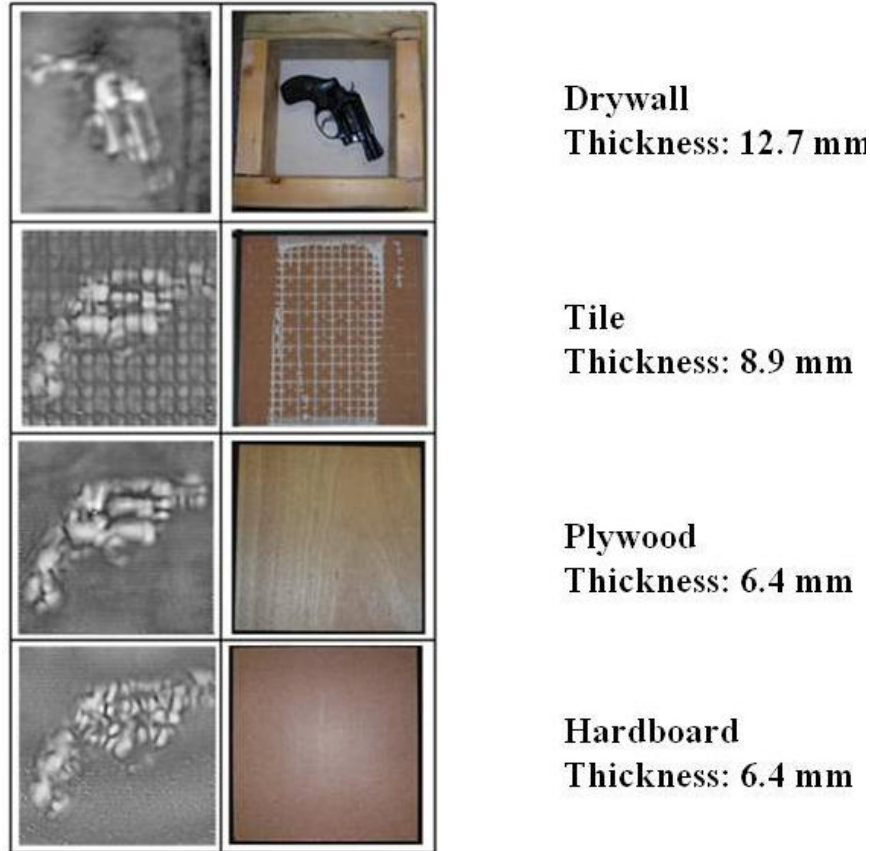 Drywall
Thickness: 12.7 mm
Tile
Thickness: 8.9 mm
Plywood
Thickness: 6.4 mm
Hardboard
Thickness: 6.4 mm